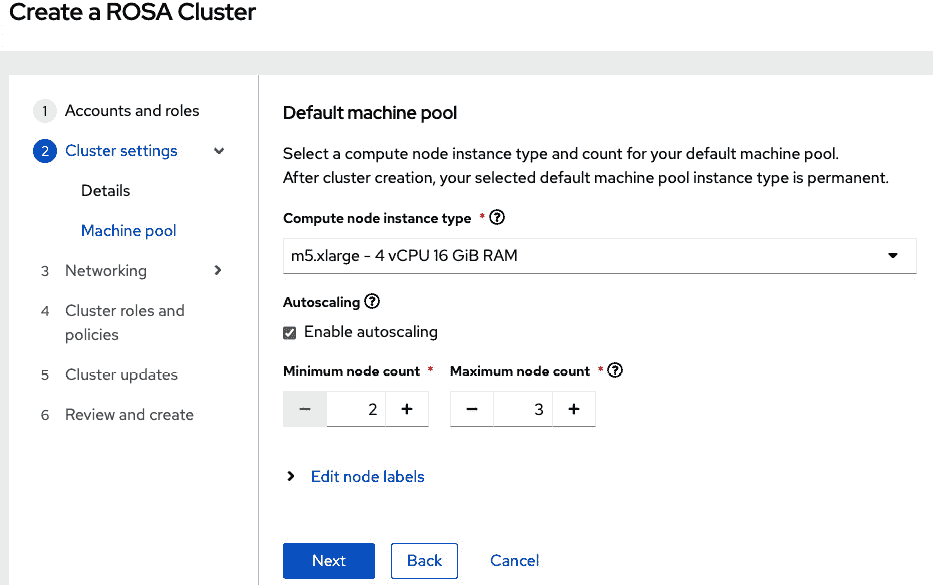 Create a ROSA Cluster
1 Accounts and roles
2 Cluster settings
Details
Machine pool
3 Networking
4 Cluster roles and
policies
5 Cluster updates
6 Review and create
Default machine pool
Select a compute node instance type and count for your default machine pool.
After cluster creation, your selected default machine pool instance type is permanent.
Compute node instance type * ?
m5.xlarge - 4 vCPU 16 GiB RAM
Autoscaling ?
Enable autoscaling
Minimum node count * Maximum node count * ?
− 2 + − 3 +
Edit node labels
Next Back Cancel